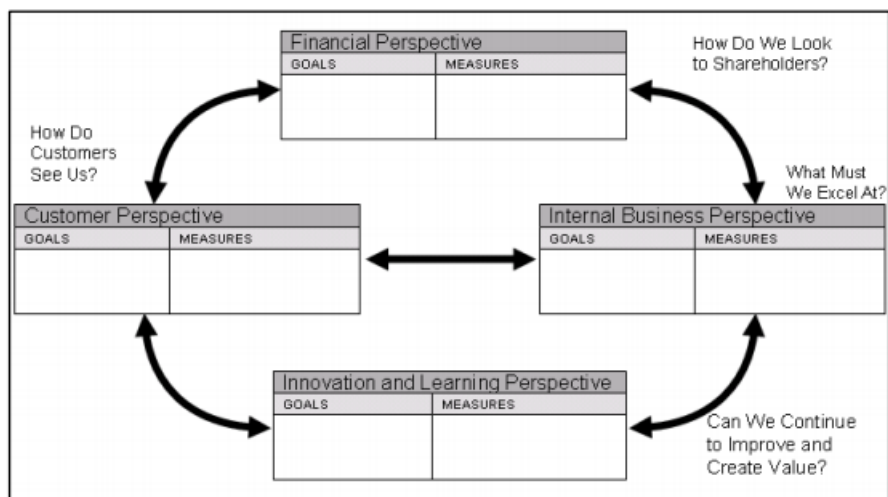 Financial Perspective
GOALS MEASURES
How Do We Look
to Shareholders?
How Do
Customers
See Us?
What Must
We Excel At?
Customer Perspective
GOALS MEASURES
Internal Business Perspective
GOALS MEASURES
Innovation and Learning Perspective
GOALS MEASURES
Can We Continue
to Improve and
Create Value?